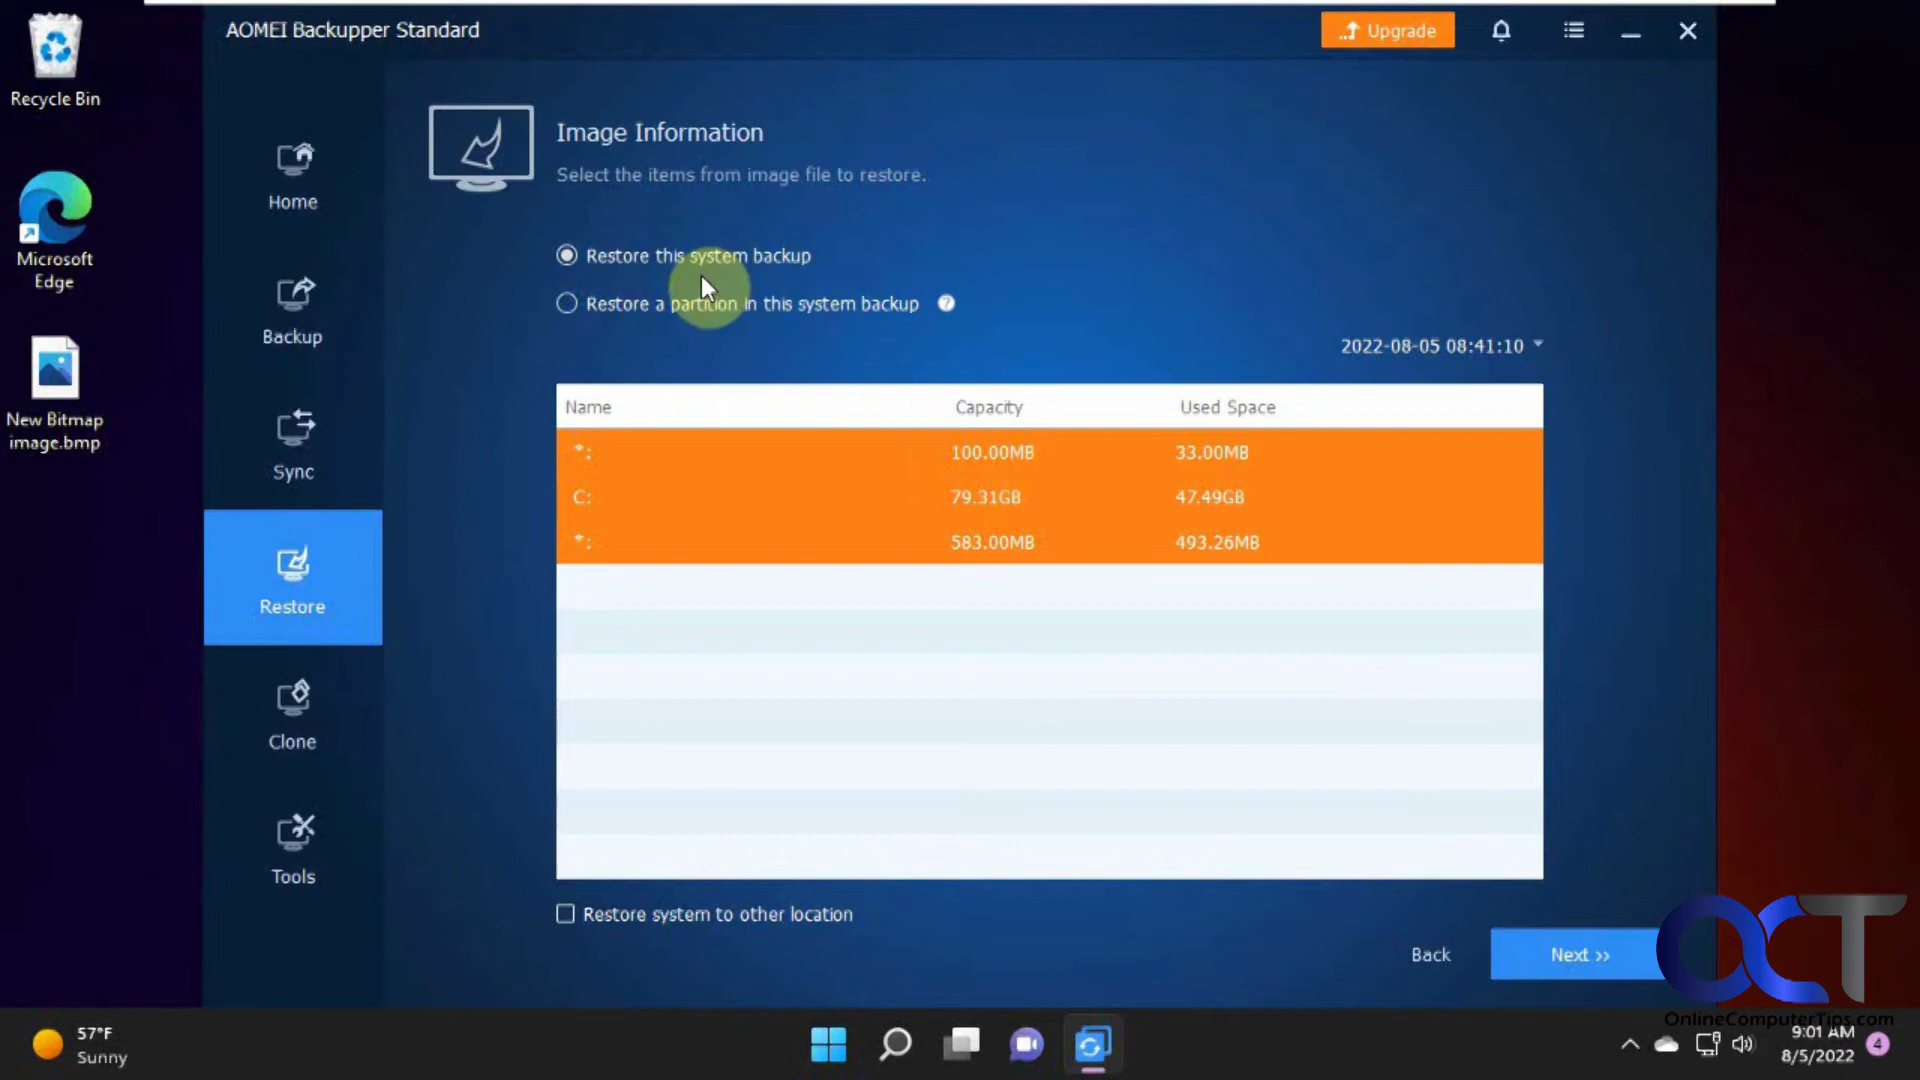 AOMEI Backupper Standard
Upgrade
Recycle Bin
Microsoft
Edge
New Bitmap
image.bmp
Home
Backup
Sync
Restore
Clone
Tools
Image Information
Select the items from image file to restore.
Restore this system backup
Restore a partition in this system backup ?
2022-08-05 08:41:10
Name Capacity Used Space
*: 100.00MB 33.00MB
C: 79.31GB 47.49GB
*: 583.00MB 493.26MB
Restore system to other location
Back
Next >>
OCT
OnlineComputerTips.com
57°F
Sunny
9:01 AM
8/5/2022
4